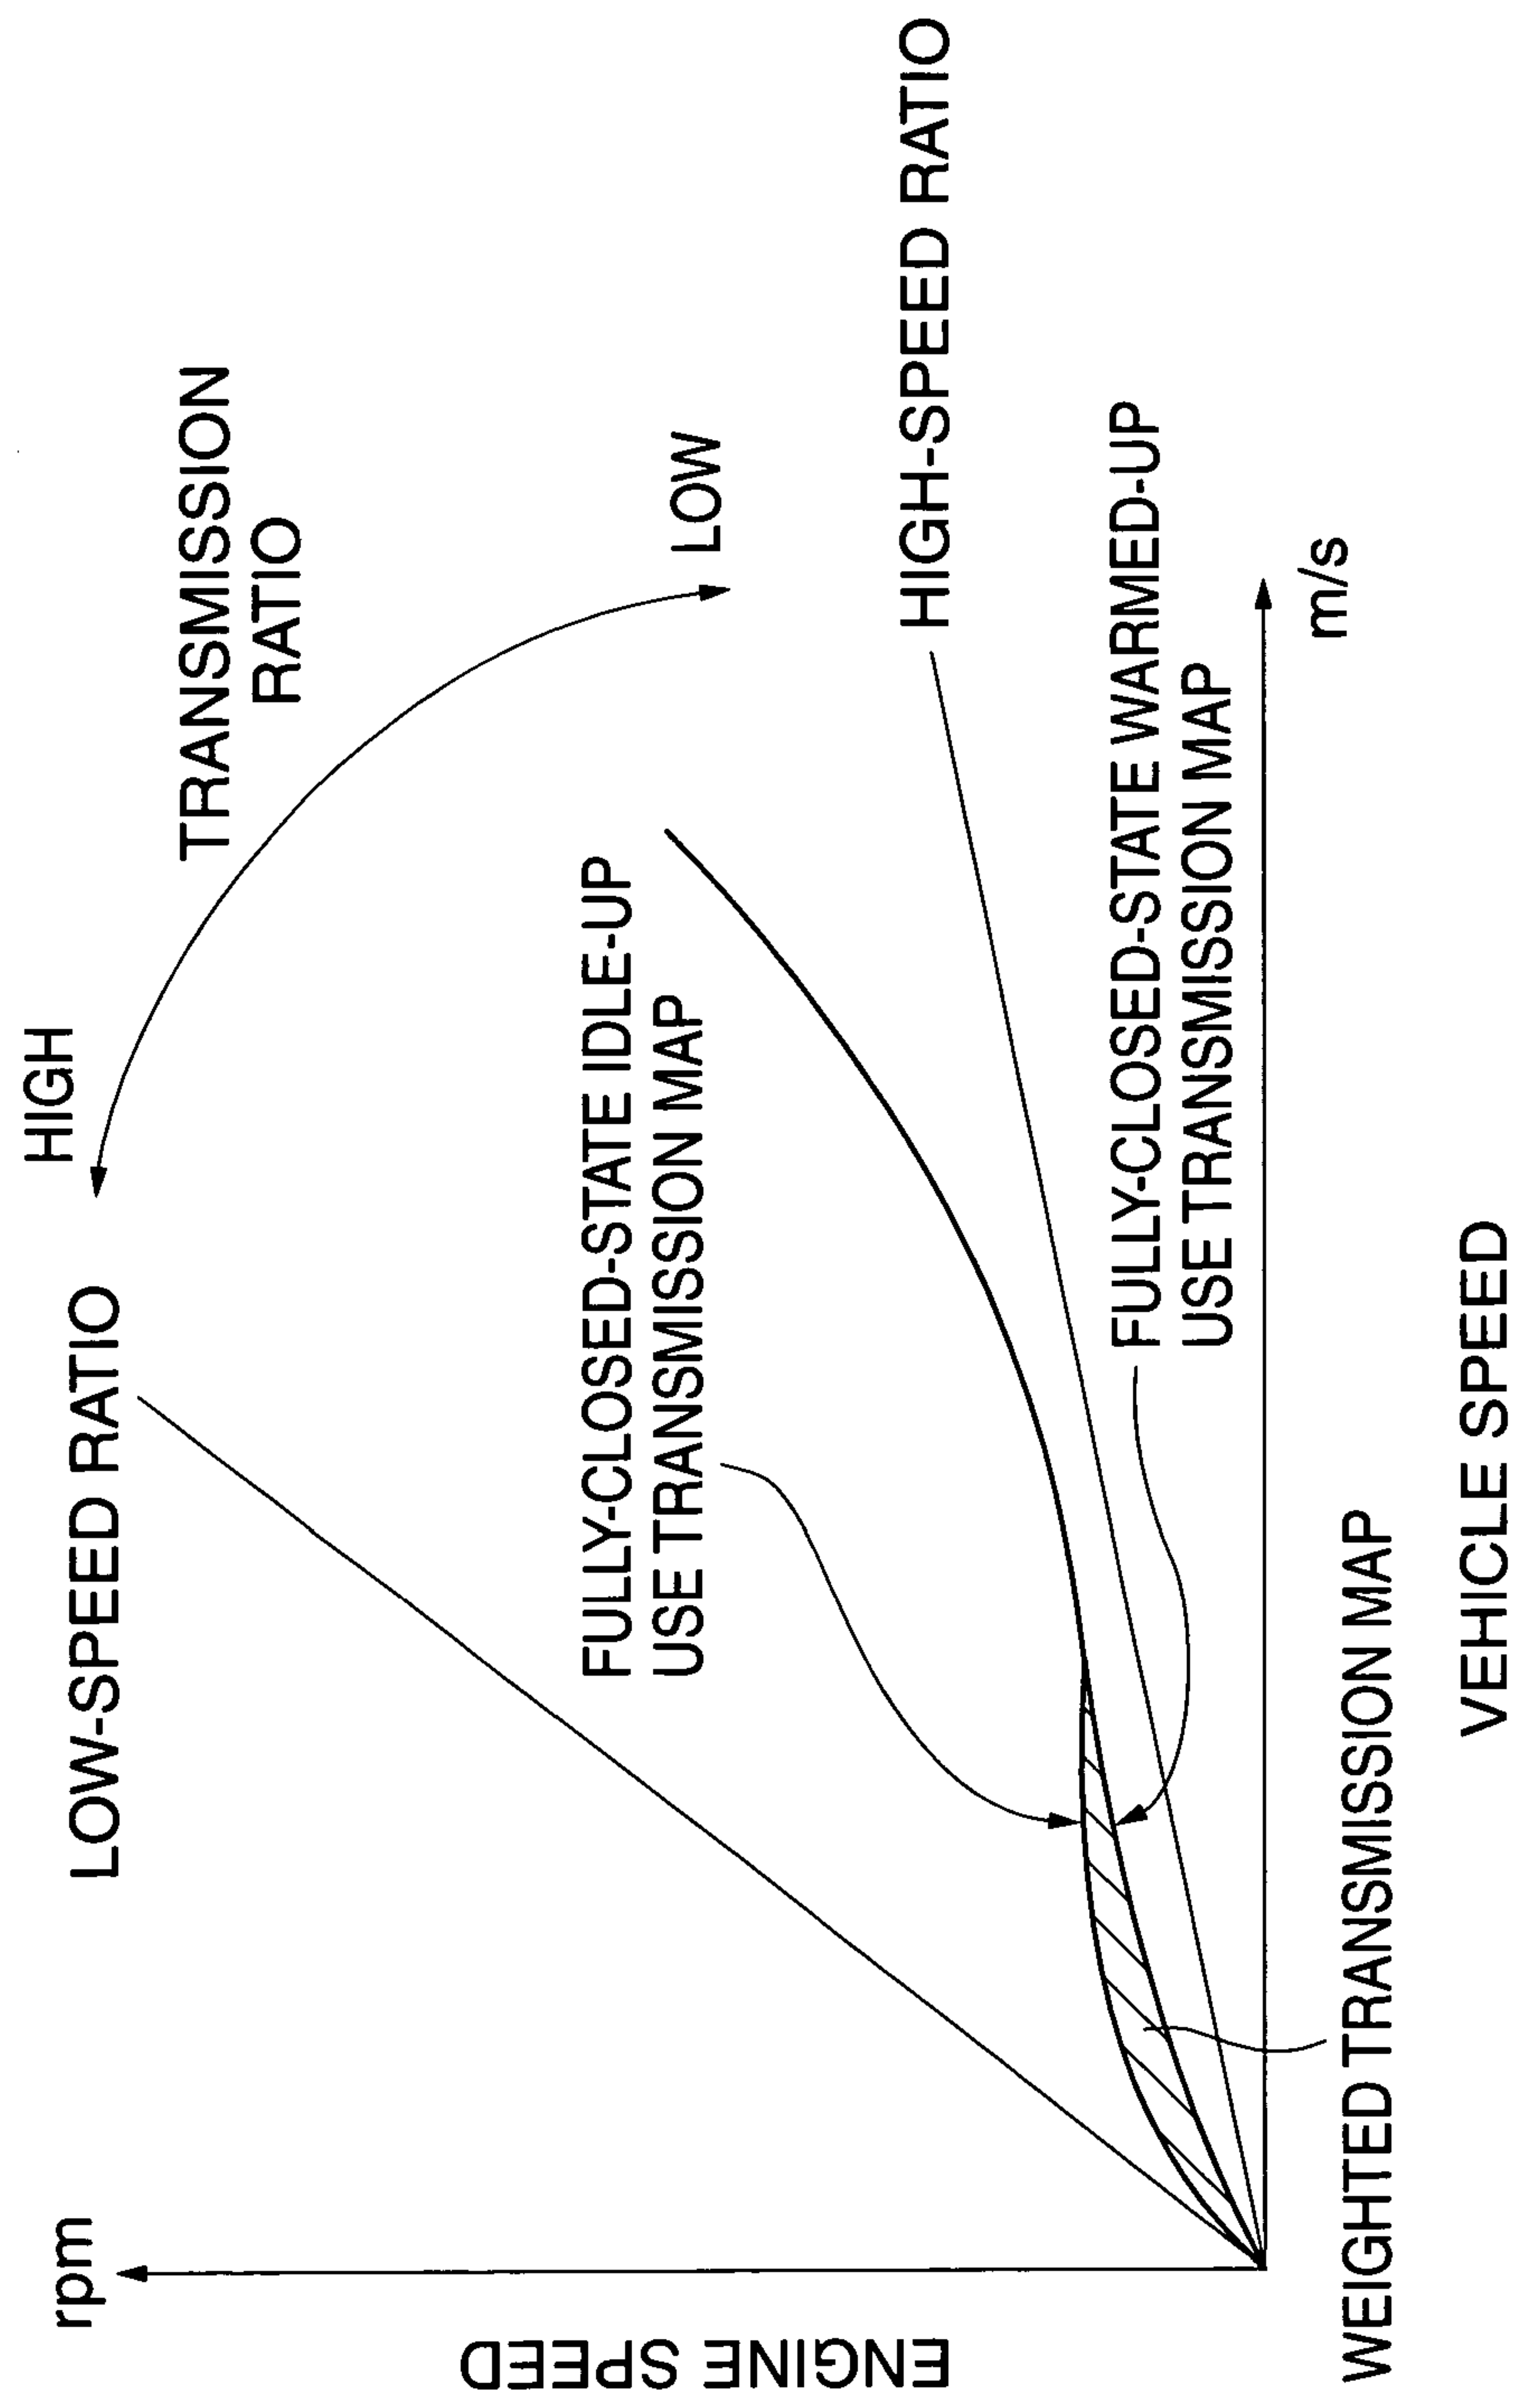 rpm
ENGINE SPEED
LOW-SPEED RATIO
HIGH
TRANSMISSION
RATIO
LOW
FULLY-CLOSED-STATE IDLE-UP
USE TRANSMISSION MAP
HIGH-SPEED RATIO
FULLY-CLOSED-STATE WARMED-UP
USE TRANSMISSION MAP
m/s
WEIGHTED TRANSMISSION MAP
VEHICLE SPEED